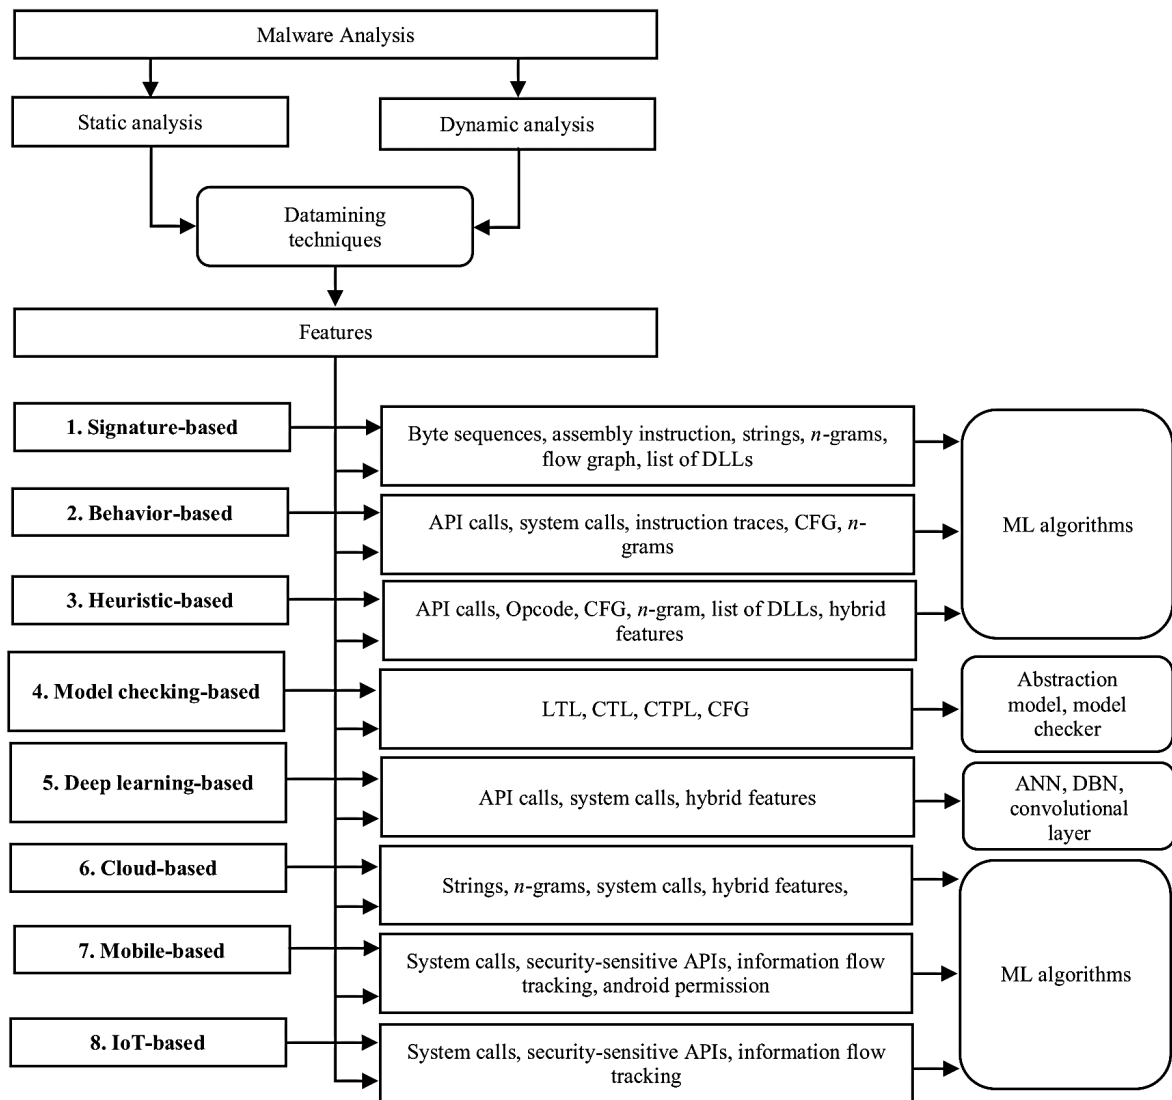 Malware Analysis
Static analysis
Dynamic analysis
Datamining
techniques
Features
1. Signature-based
Byte sequences, assembly instruction, strings, n-grams,
flow graph, list of DLLs
ML algorithms
2. Behavior-based
API calls, system calls, instruction traces, CFG, n-
grams
3. Heuristic-based
API calls, Opcode, CFG, n-gram, list of DLLs, hybrid
features
4. Model checking-based
LTL, CTL, CTPL, CFG
Abstraction
model, model
checker
5. Deep learning-based
API calls, system calls, hybrid features
ANN, DBN,
convolutional
layer
6. Cloud-based
Strings, n-grams, system calls, hybrid features,
7. Mobile-based
System calls, security-sensitive APIs, information flow
tracking, android permission
ML algorithms
8. IoT-based
System calls, security-sensitive APIs, information flow
tracking